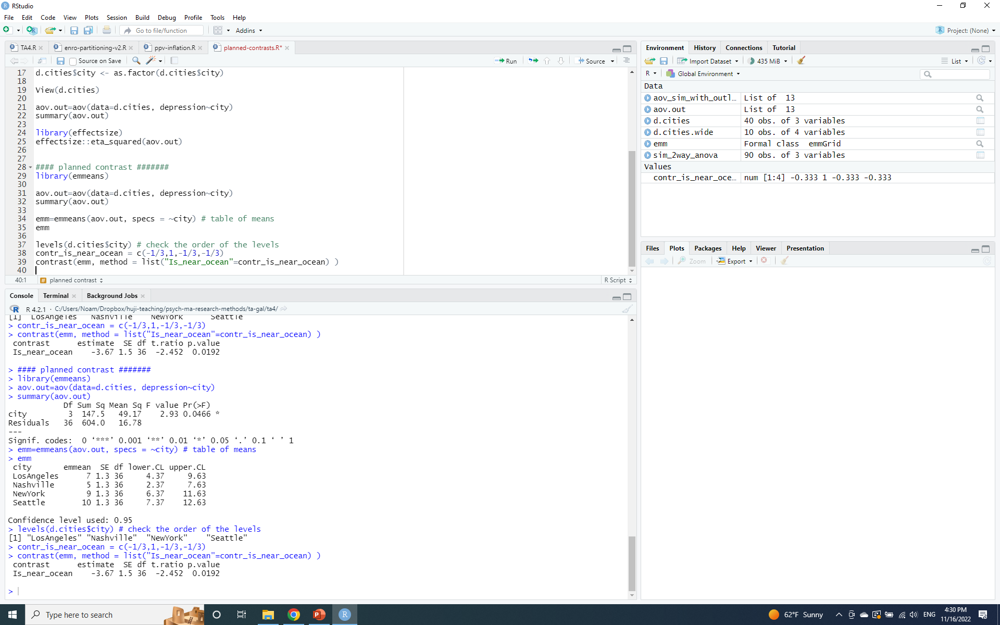 RStudio
File Edit Code View Plots Session Build Debug Profile Tools Help
Go to file/function Addins Project: (None)
TA4.R enro-partitioning-v2.R ppv-inflation.R planned-contrasts.R*
Source on Save Run Source
17 d.cities$city <- as.factor(d.cities$city)
18
19 View(d.cities)
20
21 aov.out=aov(data=d.cities, depression~city)
22 summary(aov.out)
23
24 library(effectsize)
25 effectsize::eta_squared(aov.out)
26
27
28 #### planned contrast #######
29 library(emmeans)
30
31 aov.out=aov(data=d.cities, depression~city)
32 summary(aov.out)
33
34 emm=emmeans(aov.out, specs = ~city) # table of means
35 emm
36
37 levels(d.cities$city) # check the order of the levels
38 contr_is_near_ocean = c(-1/3,1,-1/3,-1/3)
39 contrast(emm, method = list("Is_near_ocean"=contr_is_near_ocean) )
40
40:1 # planned contrast R Script
Console Terminal Background Jobs
R 4.2.1 · C:/Users/Noam/Dropbox/huji-teaching/psych-ma-research-methods/ta-gal/ta4/
[1] "LosAngeles" "Nashville" "NewYork" "Seattle"
> contr_is_near_ocean = c(-1/3,1,-1/3,-1/3)
> contrast(emm, method = list("Is_near_ocean"=contr_is_near_ocean) )
contrast estimate SE df t.ratio p.value
Is_near_ocean -3.67 1.5 36 -2.452 0.0192
> #### planned contrast #######
> library(emmeans)
> aov.out=aov(data=d.cities, depression~city)
> summary(aov.out)
Df Sum Sq Mean Sq F value Pr(>F)
city 3 147.5 49.17 2.93 0.0466 *
Residuals 36 604.0 16.78
---
Signif. codes: 0 ‘***’ 0.001 ‘**’ 0.01 ‘*’ 0.05 ‘.’ 0.1 ‘ ’ 1
> emm=emmeans(aov.out, specs = ~city) # table of means
> emm
city emmean SE df lower.CL upper.CL
LosAngeles 7 1.3 36 4.37 9.63
Nashville 5 1.3 36 2.37 7.63
NewYork 9 1.3 36 6.37 11.63
Seattle 10 1.3 36 7.37 12.63
Confidence level used: 0.95
> levels(d.cities$city) # check the order of the levels
[1] "LosAngeles" "Nashville" "NewYork" "Seattle"
> contr_is_near_ocean = c(-1/3,1,-1/3,-1/3)
> contrast(emm, method = list("Is_near_ocean"=contr_is_near_ocean) )
contrast estimate SE df t.ratio p.value
Is_near_ocean -3.67 1.5 36 -2.452 0.0192
>
Environment History Connections Tutorial
Import Dataset 435 MiB List
R Global Environment
Data
aov_sim_with_outl… List of 13
aov.out List of 13
d.cities 40 obs. of 3 variables
d.cities.wide 10 obs. of 4 variables
emm Formal class emmGrid
sim_2way_anova 90 obs. of 3 variables
Values
contr_is_near_oce… num [1:4] -0.333 1 -0.333 -0.333
Files Plots Packages Help Viewer Presentation
Zoom Export
Type here to search
62°F Sunny ENG 4:30 PM
11/16/2022